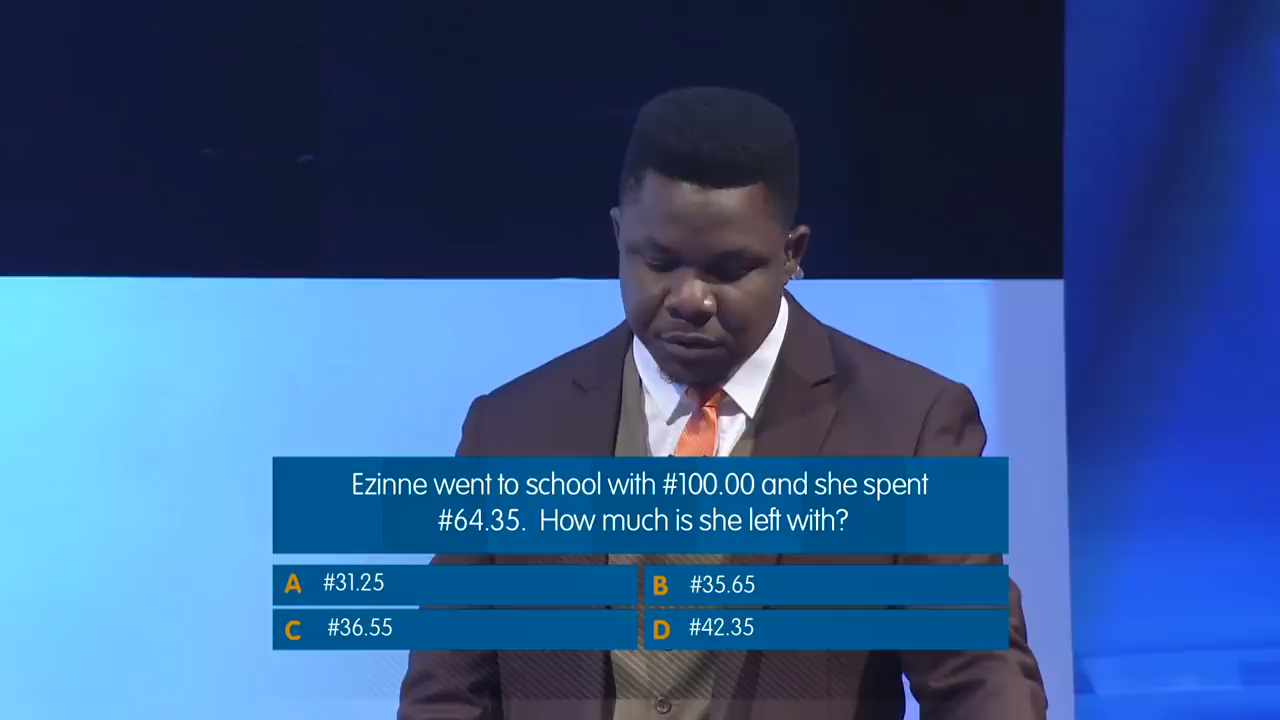 Ezinne went to school with #100.00 and she spent
#64.35. How much is she left with?
A #31.25
B #35.65
C #36.55
D #42.35